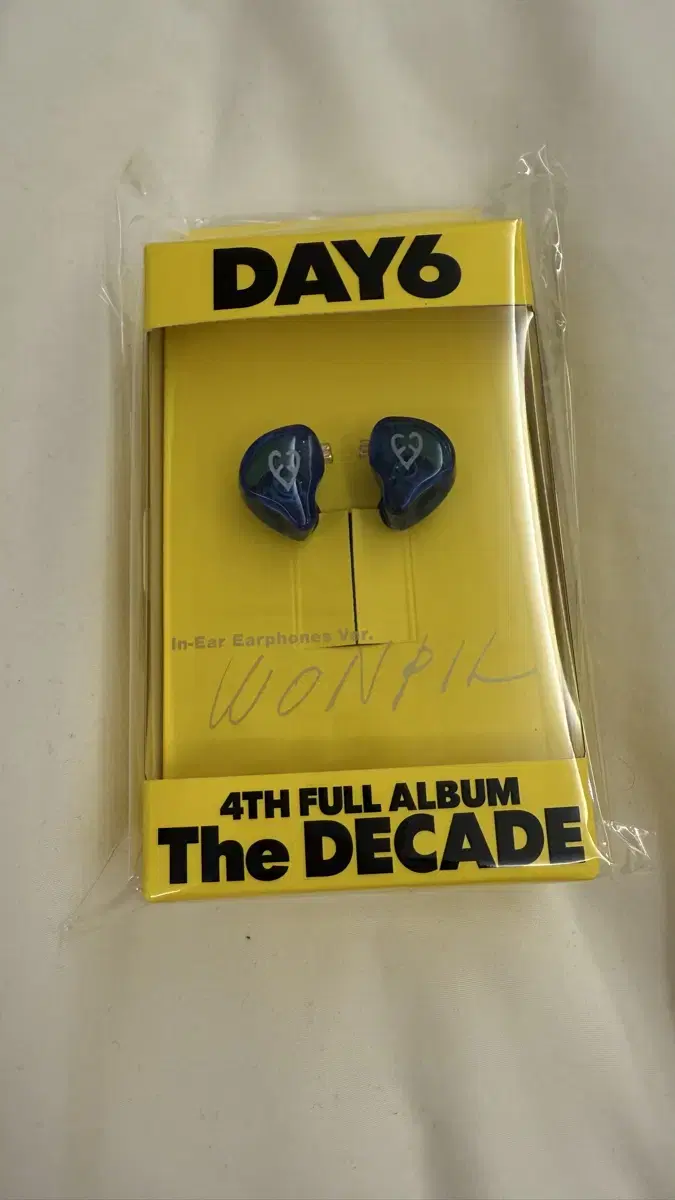 DAY6
In-Ear Earphones Ver.
WONPIL
4TH FULL ALBUM
The DECADE